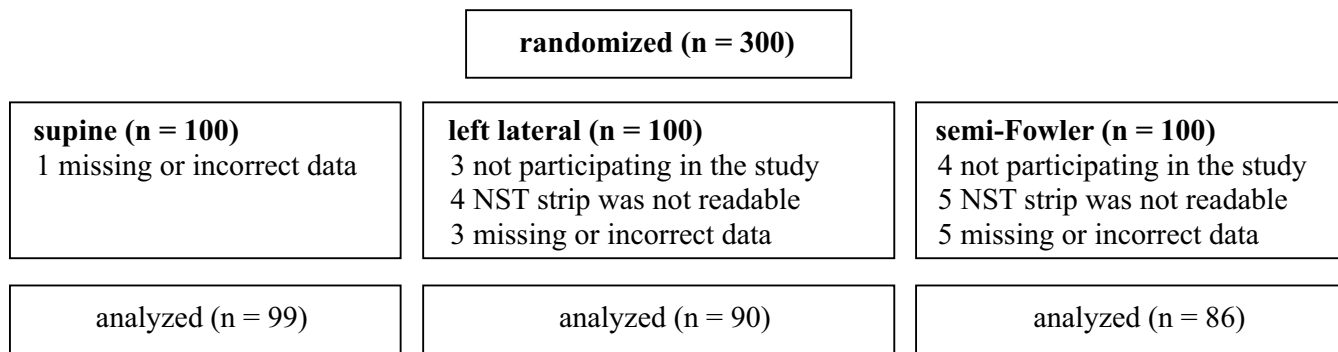 randomized (n = 300)
supine (n = 100)
1 missing or incorrect data
left lateral (n = 100)
3 not participating in the study
4 NST strip was not readable
3 missing or incorrect data
semi-Fowler (n = 100)
4 not participating in the study
5 NST strip was not readable
5 missing or incorrect data
analyzed (n = 99)
analyzed (n = 90)
analyzed (n = 86)